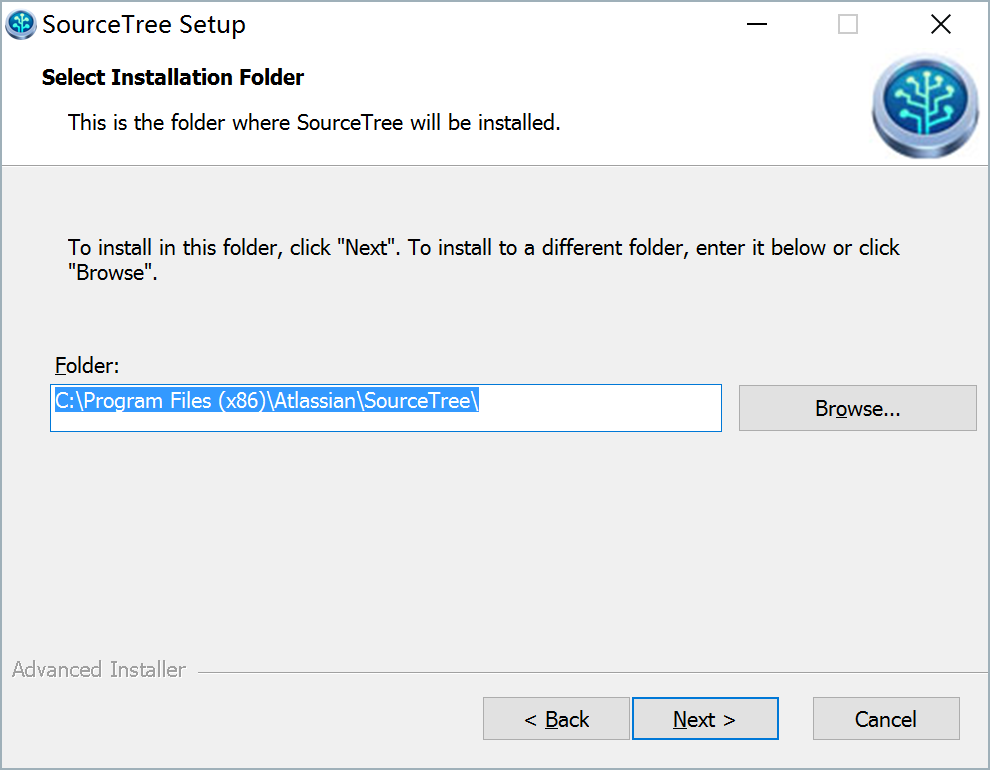 SourceTree Setup
Select Installation Folder
This is the folder where SourceTree will be installed.
To install in this folder, click "Next". To install to a different folder, enter it below or click
"Browse".
Folder:
C:\Program Files (x86)\Atlassian\SourceTree\
Browse...
Advanced Installer
< Back
Next >
Cancel